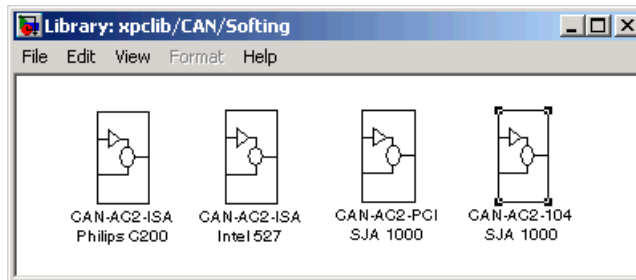 Library: xpclib/CAN/Softing
File Edit View Format Help
CAN-AC2-ISA
Philips C200
CAN-AC2-ISA
Intel 527
CAN-AC2-PCI
SJA 1000
CAN-AC2-104
SJA 1000